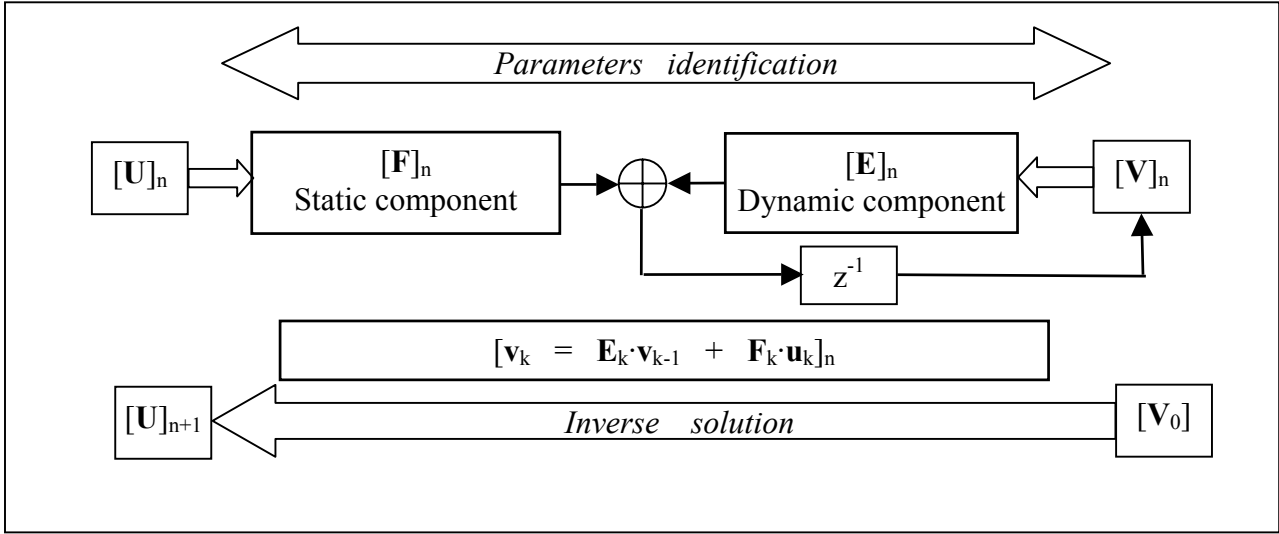 Parameters identification
[U]ₙ
[F]ₙ
Static component
[E]ₙ
Dynamic component
[V]ₙ
z⁻¹
[vₖ = Eₖ·vₖ₋₁ + Fₖ·uₖ]ₙ
[U]ₙ₊₁
Inverse solution
[V₀]